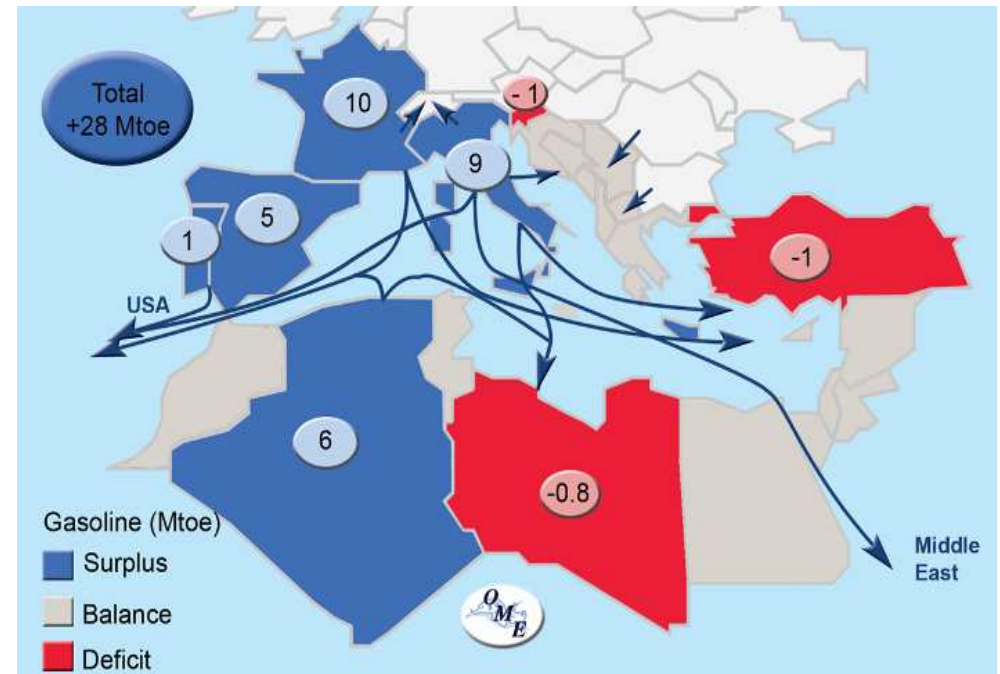 Total
+28 Mtoe
10
- 1
9
5
1
-1
USA
6
-0.8
Middle
East
Gasoline (Mtoe)
Surplus
Balance
Deficit
OME